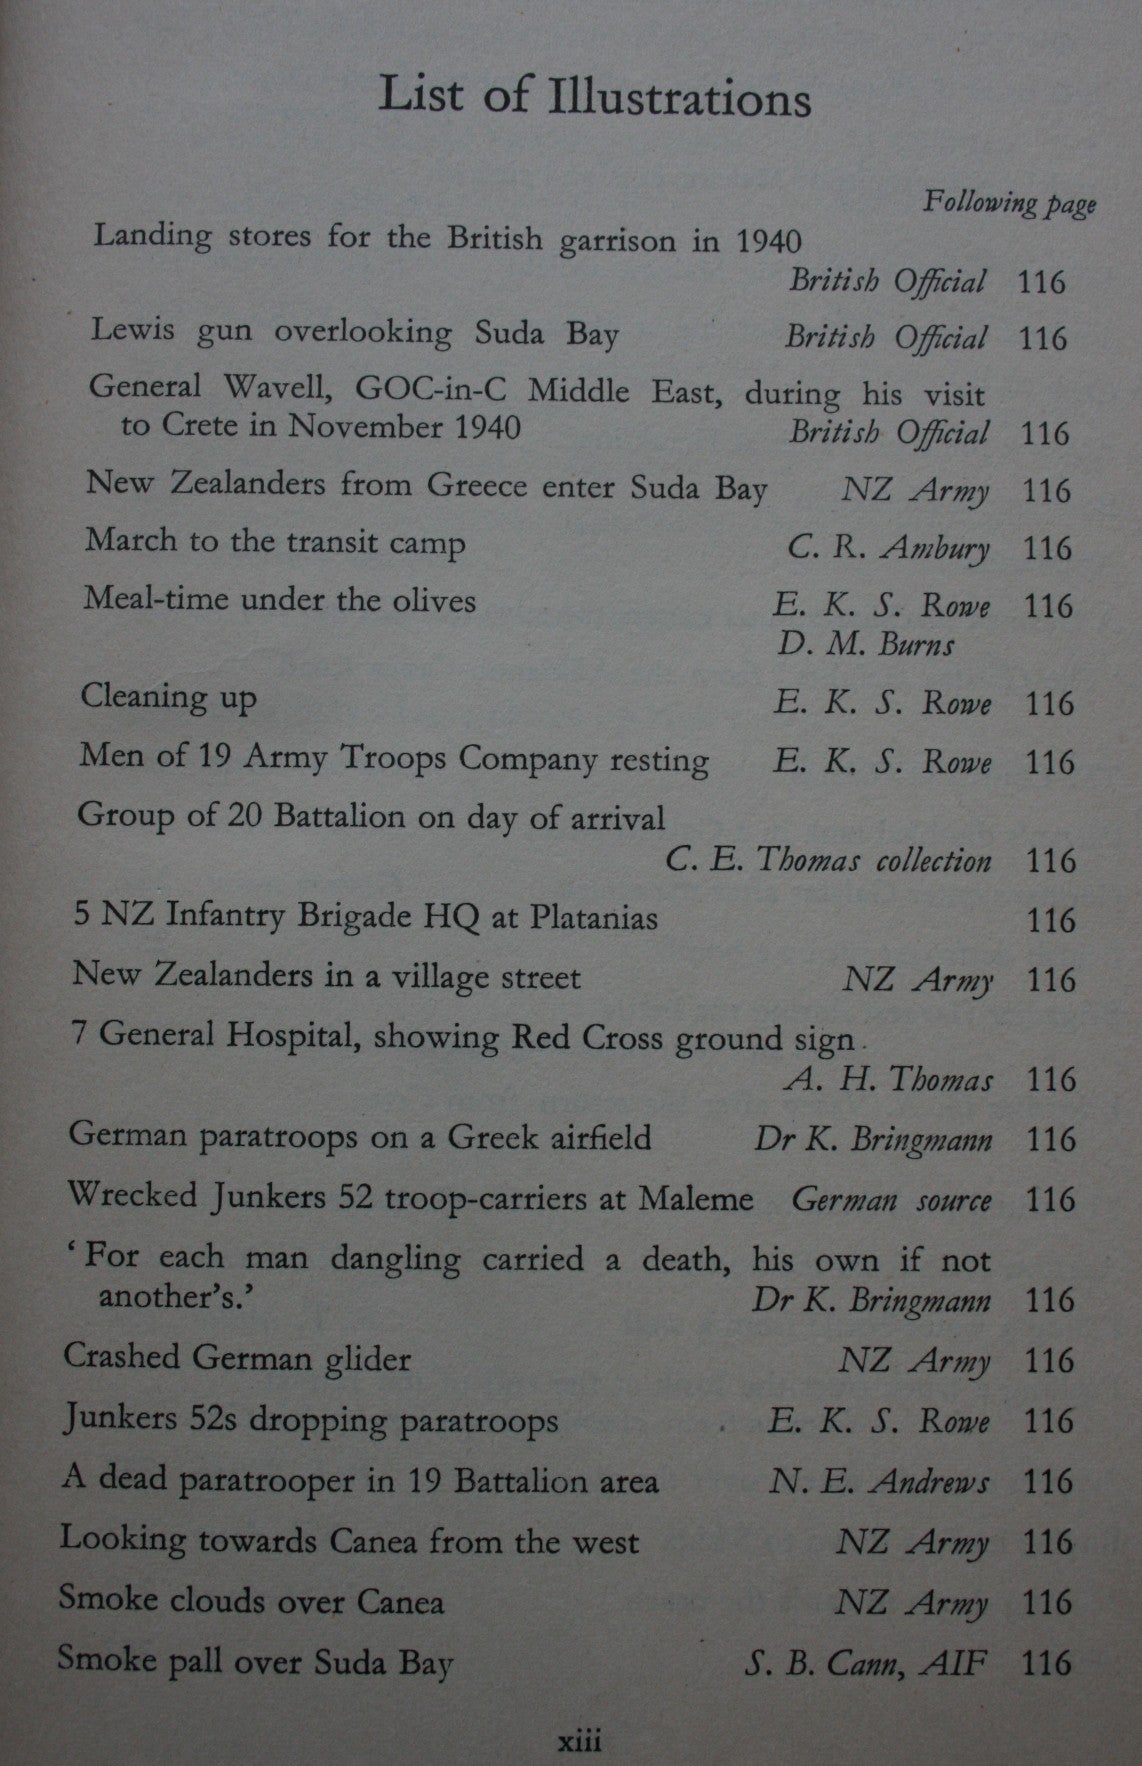 List of Illustrations
Following page
Landing stores for the British garrison in 1940
British Official 116
Lewis gun overlooking Suda Bay British Official 116
General Wavell, GOC-in-C Middle East, during his visit
to Crete in November 1940 British Official 116
New Zealanders from Greece enter Suda Bay NZ Army 116
March to the transit camp C. R. Ambury 116
Meal-time under the olives E. K. S. Rowe 116
D. M. Burns
Cleaning up E. K. S. Rowe 116
Men of 19 Army Troops Company resting E. K. S. Rowe 116
Group of 20 Battalion on day of arrival
C. E. Thomas collection 116
5 NZ Infantry Brigade HQ at Platanias 116
New Zealanders in a village street NZ Army 116
7 General Hospital, showing Red Cross ground sign
A. H. Thomas 116
German paratroops on a Greek airfield Dr K. Bringmann 116
Wrecked Junkers 52 troop-carriers at Maleme German source 116
‘For each man dangling carried a death, his own if not
another’s.’ Dr K. Bringmann 116
Crashed German glider NZ Army 116
Junkers 52s dropping paratroops E. K. S. Rowe 116
A dead paratrooper in 19 Battalion area N. E. Andrews 116
Looking towards Canea from the west NZ Army 116
Smoke clouds over Canea NZ Army 116
Smoke pall over Suda Bay S. B. Cann, AIF 116
xiii